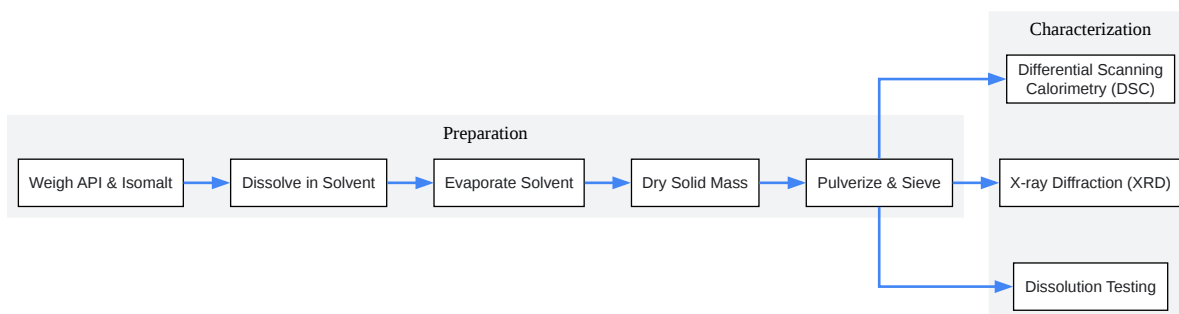 Characterization
Differential Scanning
Calorimetry (DSC)
Preparation
Weigh API & Isomalt
Dissolve in Solvent
Evaporate Solvent
Dry Solid Mass
Pulverize & Sieve
X-ray Diffraction (XRD)
Dissolution Testing